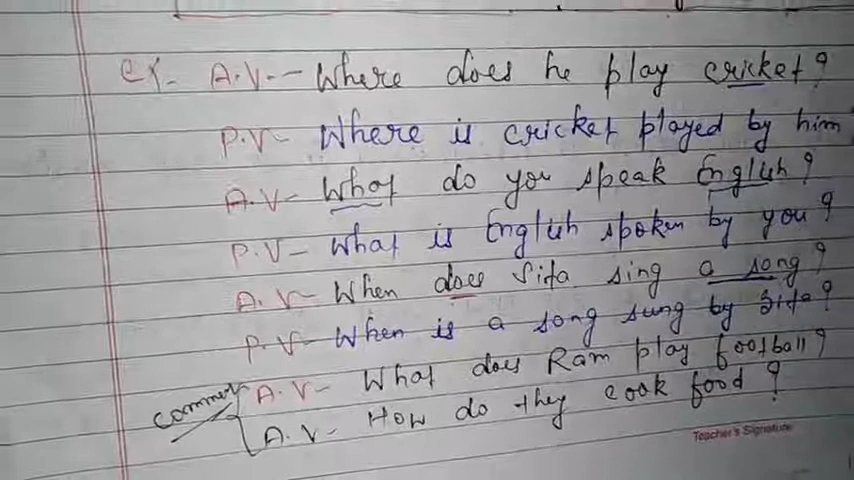 ex- A.V.- Where does he play cricket?
P.V- Where is cricket played by him
A.V- What do you speak English?
P.V- What is English spoken by you?
A.V- When does Sita sing a song?
P.V- When is a song sung by Sita?
A.V- What does Ram play football?
comment
A.V- How do they cook food?
Teacher's Signature